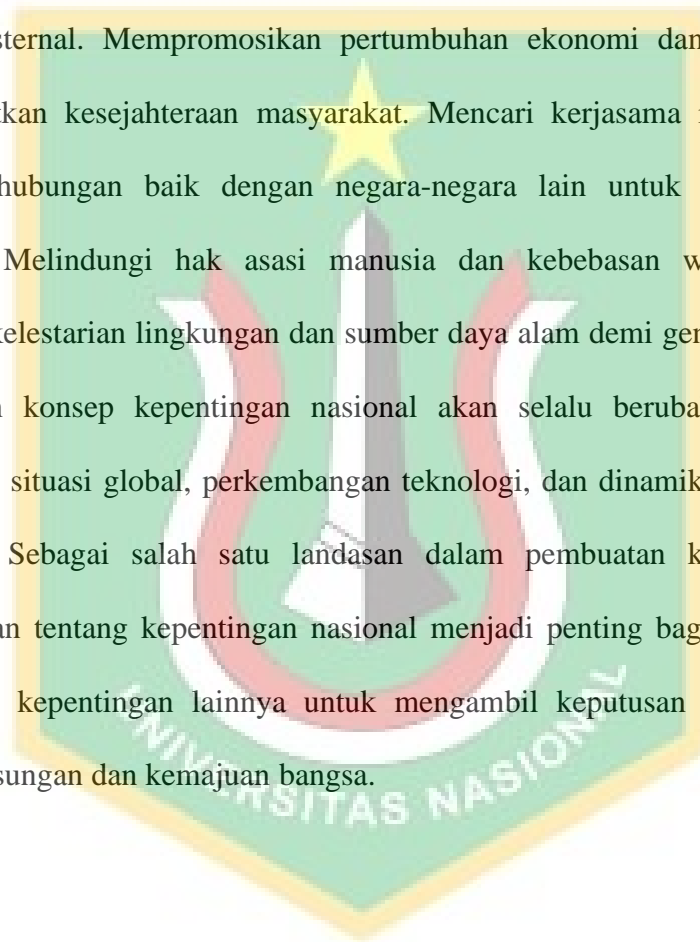 sternal. Mempromosikan pertumbuhan ekonomi dan
tkan kesejahteraan masyarakat. Mencari kerjasama
hubungan baik dengan negara-negara lain untuk
Melindungi hak asasi manusia dan kebebasan w
kelestarian lingkungan dan sumber daya alam demi gen
n konsep kepentingan nasional akan selalu beruba
situasi global, perkembangan teknologi, dan dinamik
Sebagai salah satu landasan dalam pembuatan k
an tentang kepentingan nasional menjadi penting bag
kepentingan lainnya untuk mengambil keputusan
sungan dan kemajuan bangsa.
UNIVERSITAS NASIONAL